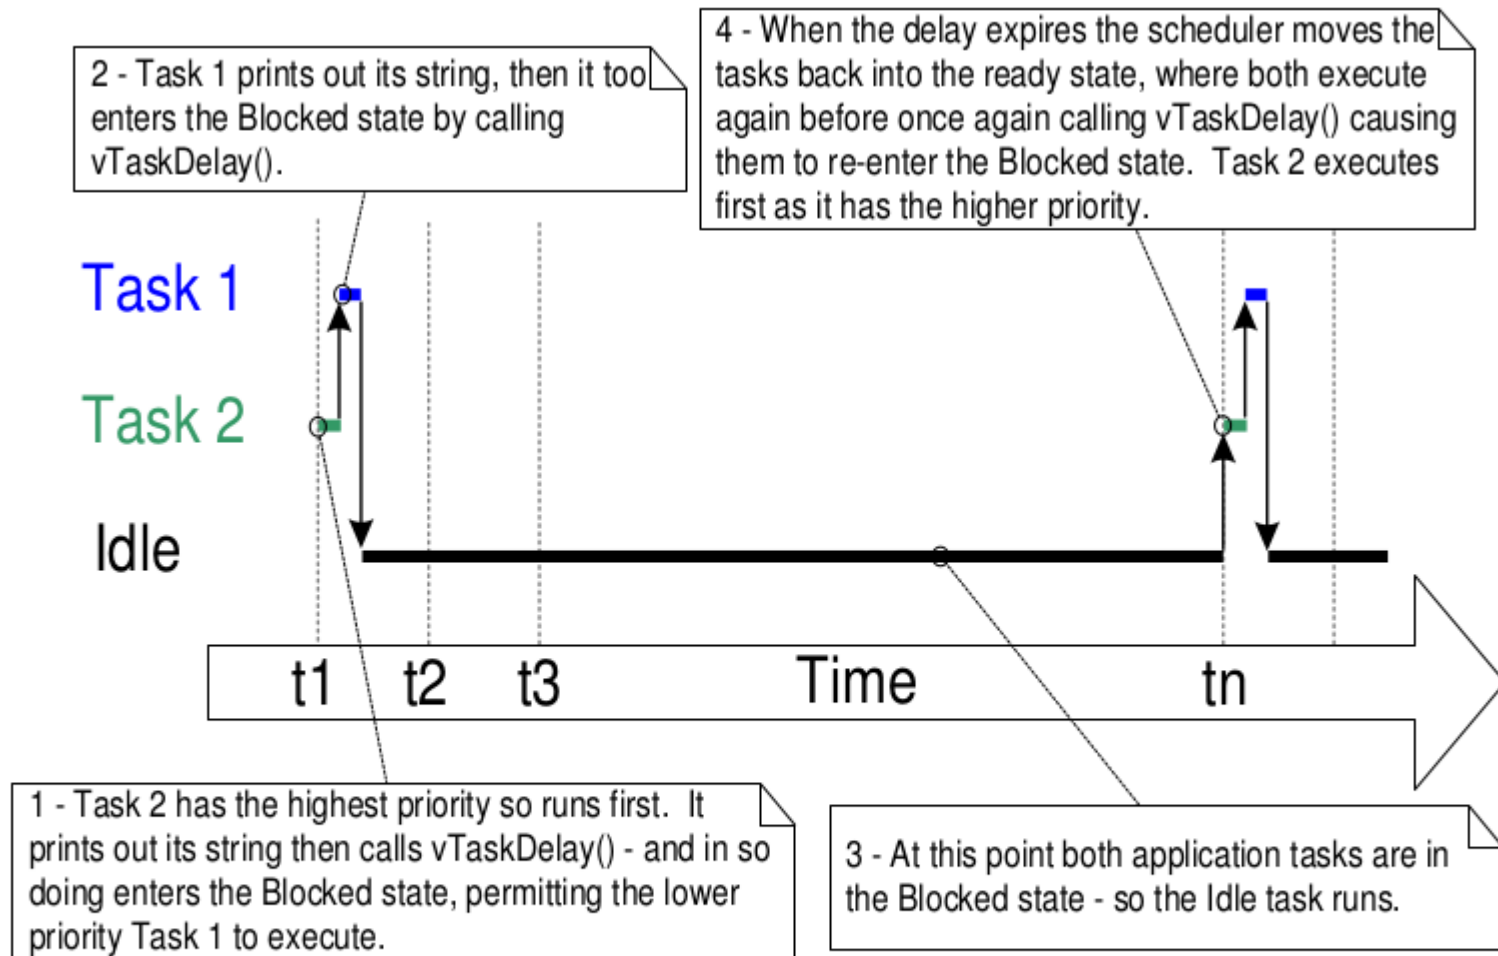 2 - Task 1 prints out its string, then it too
enters the Blocked state by calling
vTaskDelay().
4 - When the delay expires the scheduler moves the
tasks back into the ready state, where both execute
again before once again calling vTaskDelay() causing
them to re-enter the Blocked state.  Task 2 executes
first as it has the higher priority.
Task 1
Task 2
Idle
t1 t2 t3 Time tn
1 - Task 2 has the highest priority so runs first.  It
prints out its string then calls vTaskDelay() - and in so
doing enters the Blocked state, permitting the lower
priority Task 1 to execute.
3 - At this point both application tasks are in
the Blocked state - so the Idle task runs.